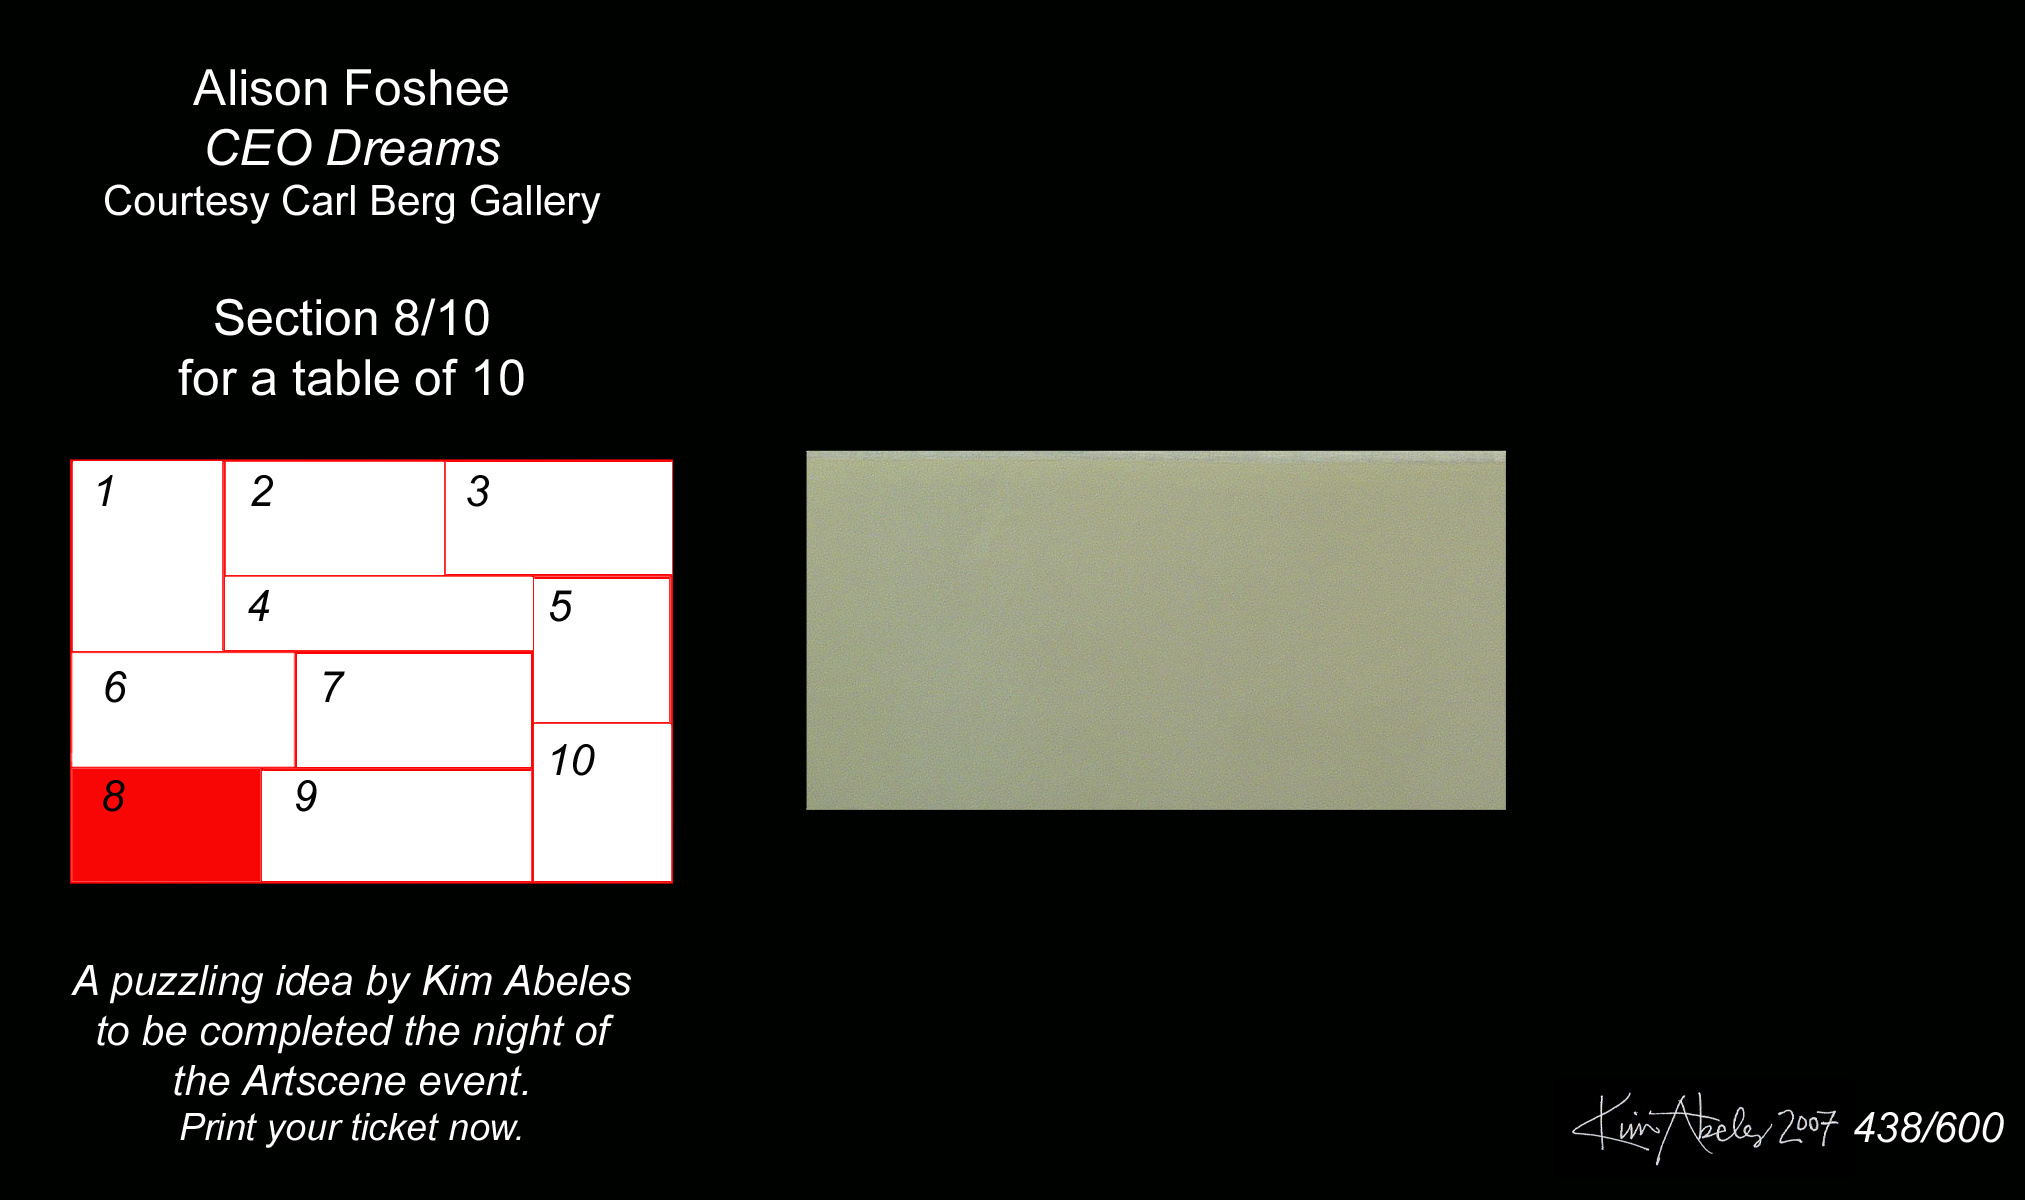 Alison Foshee
CEO Dreams
Courtesy Carl Berg Gallery
Section 8/10
for a table of 10
1
2
3
4
5
6
7
8
9
10
A puzzling idea by Kim Abeles
to be completed the night of
the Artscene event.
Print your ticket now.
Kim Abeles 2007 438/600